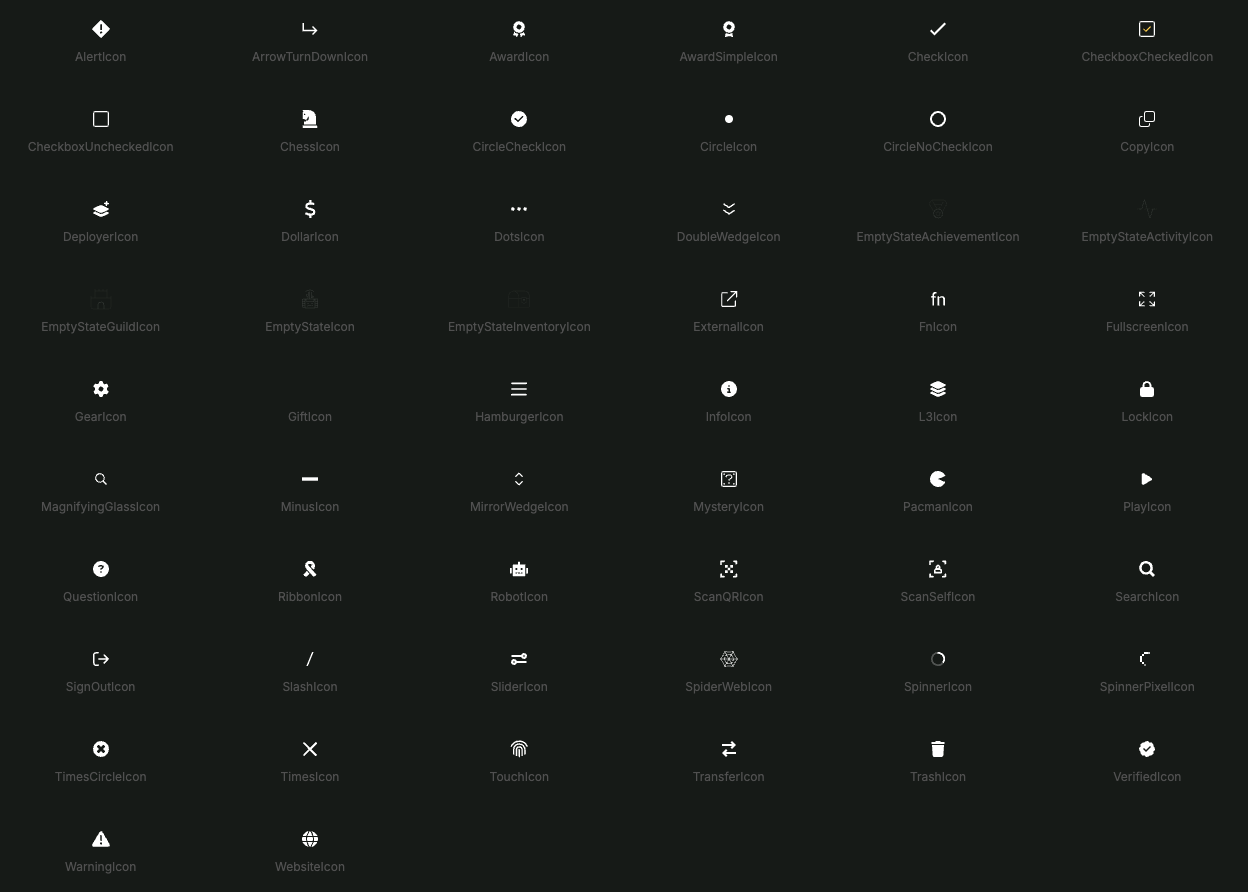 AlertIcon
ArrowTurnDownIcon
AwardIcon
AwardSimpleIcon
CheckIcon
CheckboxCheckedIcon
CheckboxUncheckedIcon
ChessIcon
CircleCheckIcon
CircleIcon
CircleNoCheckIcon
CopyIcon
DeployerIcon
$
DollarIcon
DotsIcon
DoubleWedgeIcon
EmptyStateAchievementIcon
EmptyStateActivityIcon
EmptyStateGuildIcon
EmptyStateIcon
EmptyStateInventoryIcon
ExternalIcon
fn
FnIcon
FullscreenIcon
GearIcon
GiftIcon
HamburgerIcon
InfoIcon
L3Icon
LockIcon
MagnifyingGlassIcon
MinusIcon
MirrorWedgeIcon
MysteryIcon
PacmanIcon
PlayIcon
QuestionIcon
RibbonIcon
RobotIcon
ScanQRIcon
ScanSelfIcon
SearchIcon
SignOutIcon
SlashIcon
SliderIcon
SpiderWebIcon
SpinnerIcon
SpinnerPixelIcon
TimesCircleIcon
TimesIcon
TouchIcon
TransferIcon
TrashIcon
VerifiedIcon
WarningIcon
WebsiteIcon